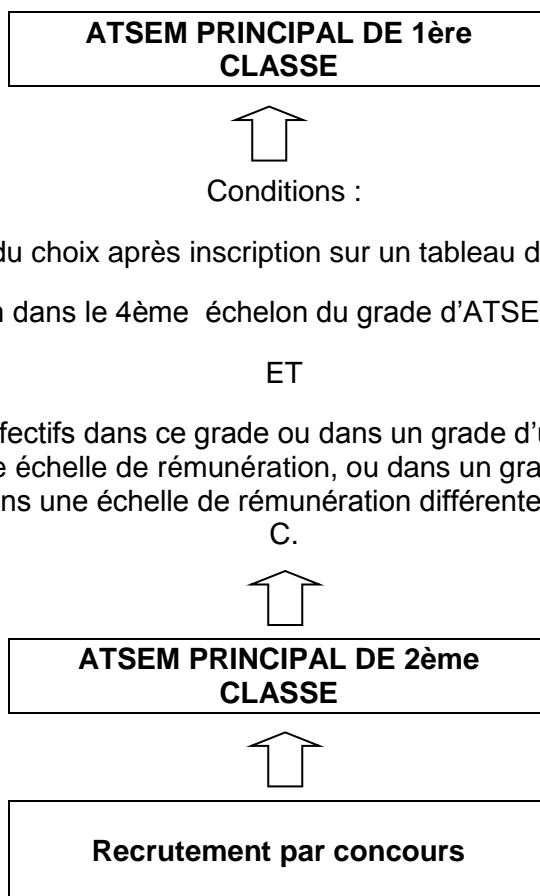 ATSEM PRINCIPAL DE 1ère
CLASSE
Conditions :
du choix après inscription sur un tableau d
dans le 4ème échelon du grade d’ATSE
ET
fectifs dans ce grade ou dans un grade d’u
e échelle de rémunération, ou dans un gra
ns une échelle de rémunération différente
C.
ATSEM PRINCIPAL DE 2ème
CLASSE
Recrutement par concours